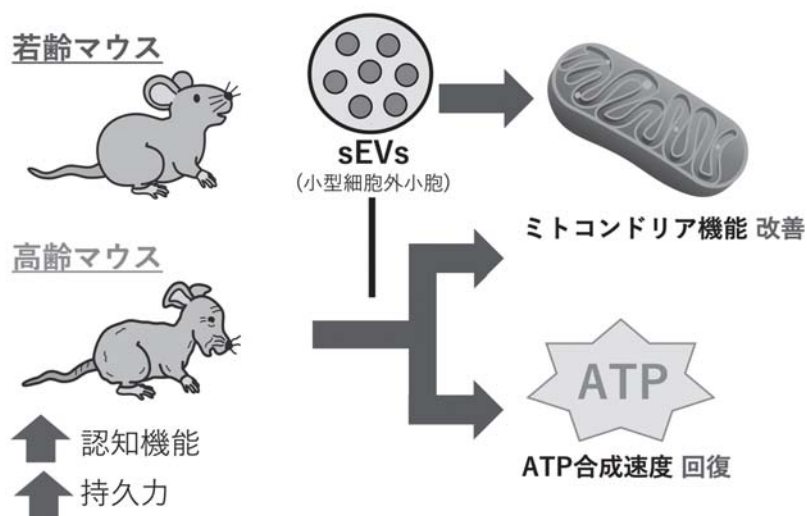 若齢マウス
sEVs
(小型細胞外小胞)
ミトコンドリア機能 改善
高齢マウス
ATP
ATP合成速度 回復
認知機能
持久力